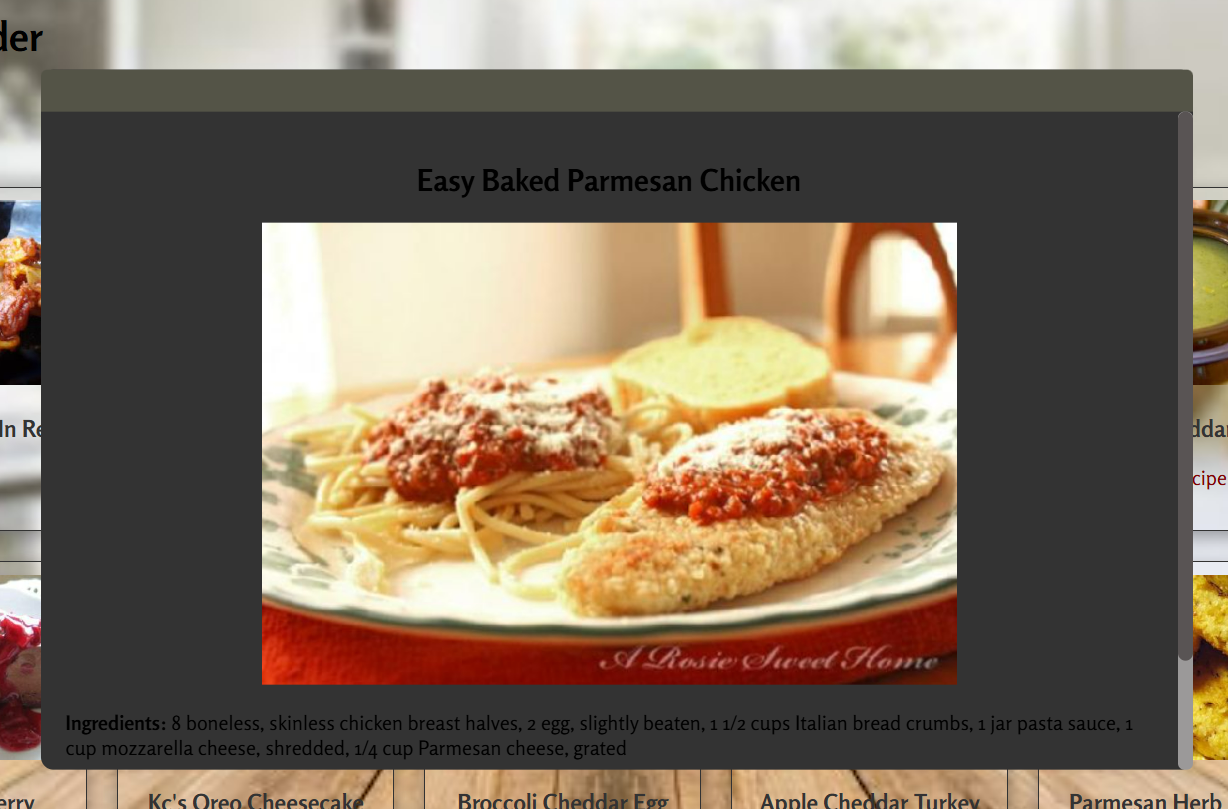 der
Easy Baked Parmesan Chicken
In Re
ddar
cipe
A Rosie Sweet Home
Ingredients: 8 boneless, skinless chicken breast halves, 2 egg, slightly beaten, 1 1/2 cups Italian bread crumbs, 1 jar pasta sauce, 1
cup mozzarella cheese, shredded, 1/4 cup Parmesan cheese, grated
erry
Kc's Oreo Cheesecake
Broccoli Cheddar Egg
Apple Cheddar Turkey
Parmesan Herb